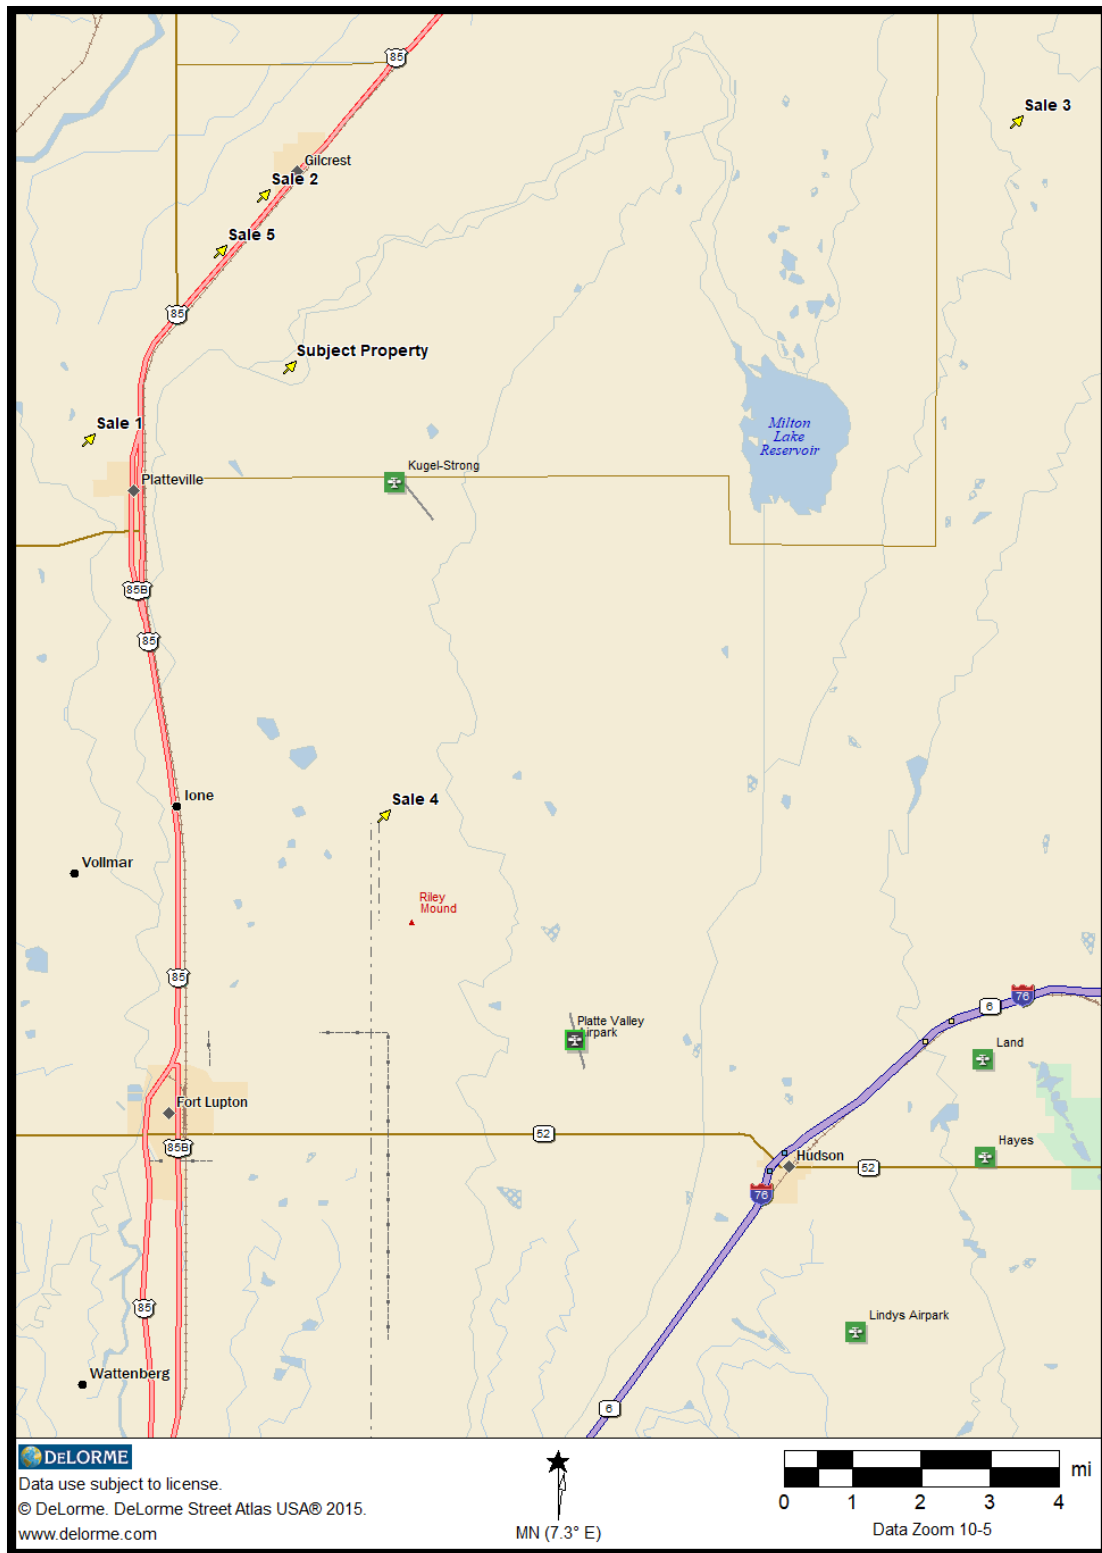 85
Sale 3
Gilcrest
Sale 2
Sale 5
85
Subject Property
Sale 1
Milton
Lake
Reservoir
Kugel-Strong
Platteville
85B
85
Ione
Sale 4
Vollmar
Riley
Mound
85
76
6
Platte Valley
Airpark
Land
Fort Lupton
52
85B
Hayes
Hudson
52
76
85
Lindys Airpark
Wattenberg
6
DELORME
Data use subject to license.
© DeLorme. DeLorme Street Atlas USA® 2015.
www.delorme.com
MN (7.3° E)
mi
0 1 2 3 4
Data Zoom 10-5